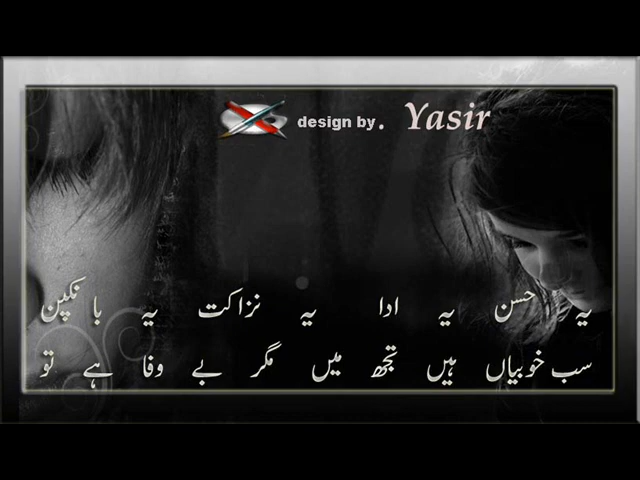 design by. Yasir
یہ حسن یہ ادا یہ نزاکت یہ بانکپن
سب خوبیاں ہیں تجھ میں مگر بے وفا ہے تو